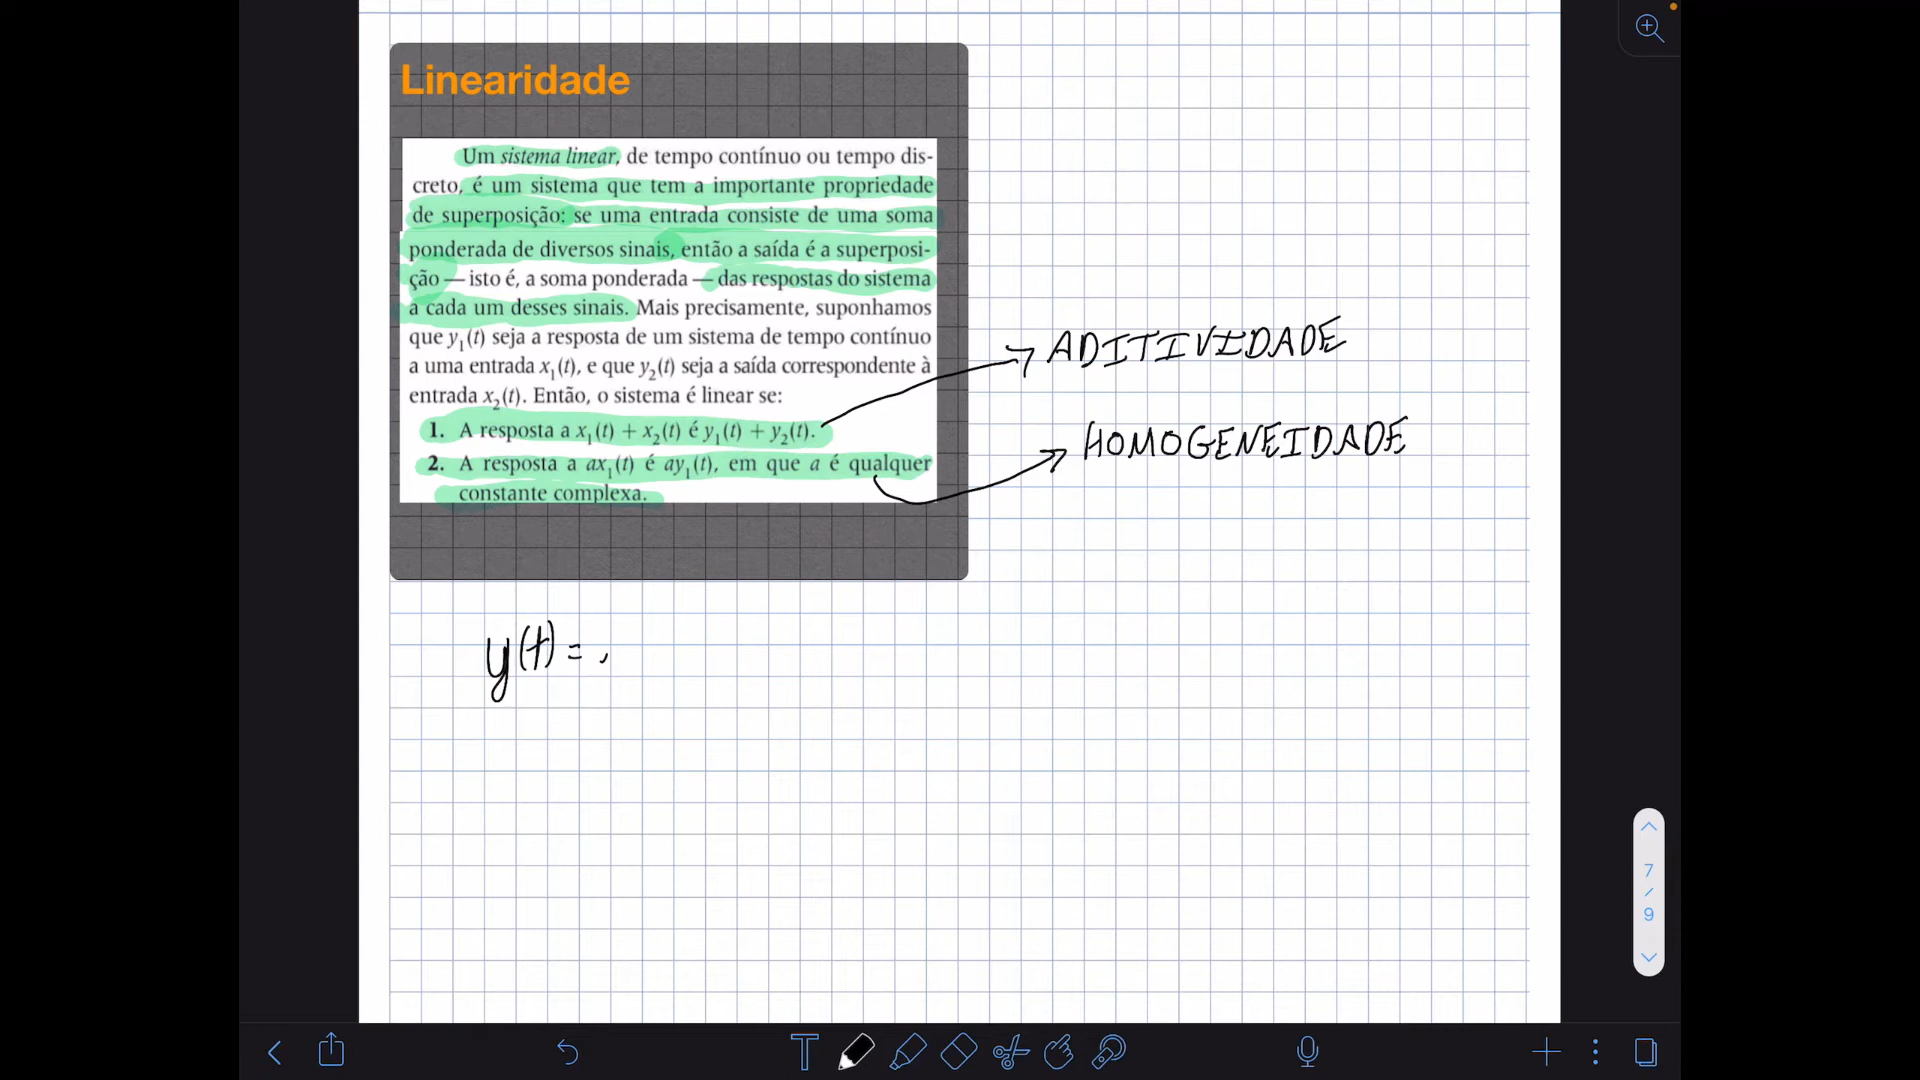 Linearidade
Um sistema linear, de tempo contínuo ou tempo dis-
creto, é um sistema que tem a importante propriedade
de superposição: se uma entrada consiste de uma soma
ponderada de diversos sinais, então a saída é a superposi-
ção — isto é, a soma ponderada — das respostas do sistema
a cada um desses sinais. Mais precisamente, suponhamos
que y₁(t) seja a resposta de um sistema de tempo contínuo
a uma entrada x₁(t), e que y₂(t) seja a saída correspondente à
entrada x₂(t). Então, o sistema é linear se:
1. A resposta a x₁(t) + x₂(t) é y₁(t) + y₂(t).
2. A resposta a ax₁(t) é ay₁(t), em que a é qualquer
constante complexa.
ADITIVIDADE
HOMOGENEIDADE
y(t) =
7
/
9
T